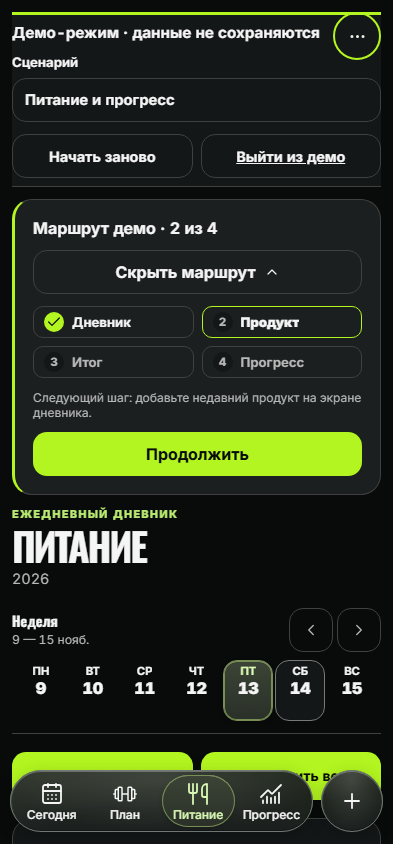 Демо-режим · данные не сохраняются
Сценарий
Питание и прогресс
Начать заново
Выйти из демо
Маршрут демо · 2 из 4
Скрыть маршрут
Дневник
2 Продукт
3 Итог
4 Прогресс
Следующий шаг: добавьте недавний продукт на экране
дневника.
Продолжить
ЕЖЕДНЕВНЫЙ ДНЕВНИК
ПИТАНИЕ
2026
Неделя
9 — 15 нояб.
ПН ВТ СР ЧТ ПТ СБ ВС
9 10 11 12 13 14 15
Сегодня План Питание Прогресс